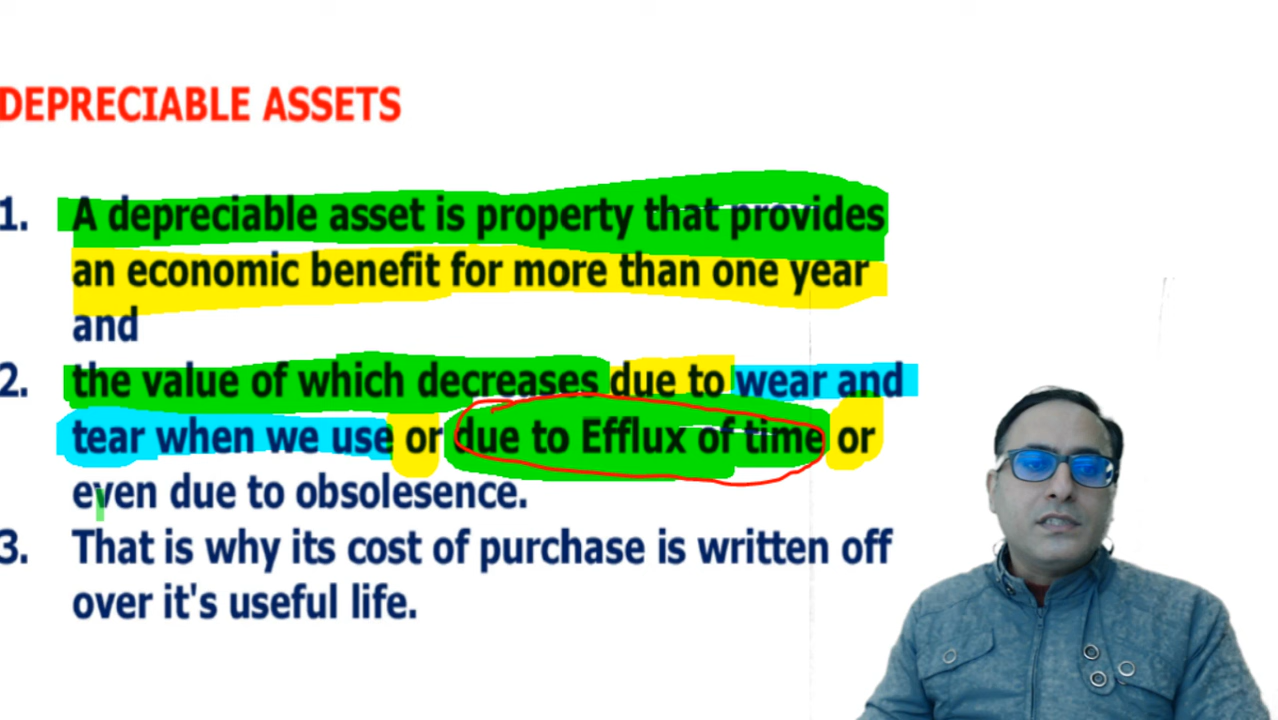 DEPRECIABLE ASSETS
1. A depreciable asset is property that provides
an economic benefit for more than one year
and
2. the value of which decreases due to wear and
tear when we use or due to Efflux of time or
even due to obsolesence.
3. That is why its cost of purchase is written off
over it's useful life.